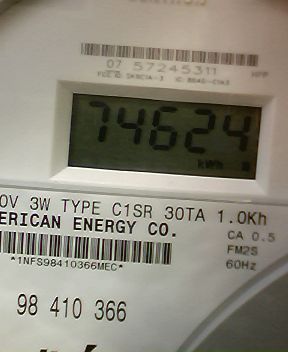 07 57245311
74624
kWh
0V 3W TYPE C1SR 30TA 1.0Kh
ERICAN ENERGY CO.
CA 0.5
FM2S
60Hz
*1NFS98410366MEC*
98 410 366